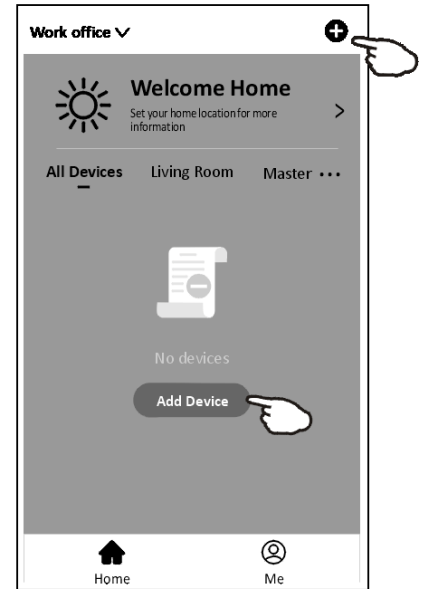 Work office
Welcome Home
Set your home location for more
information
All Devices Living Room Master ...
No devices
Add Device
Home Me